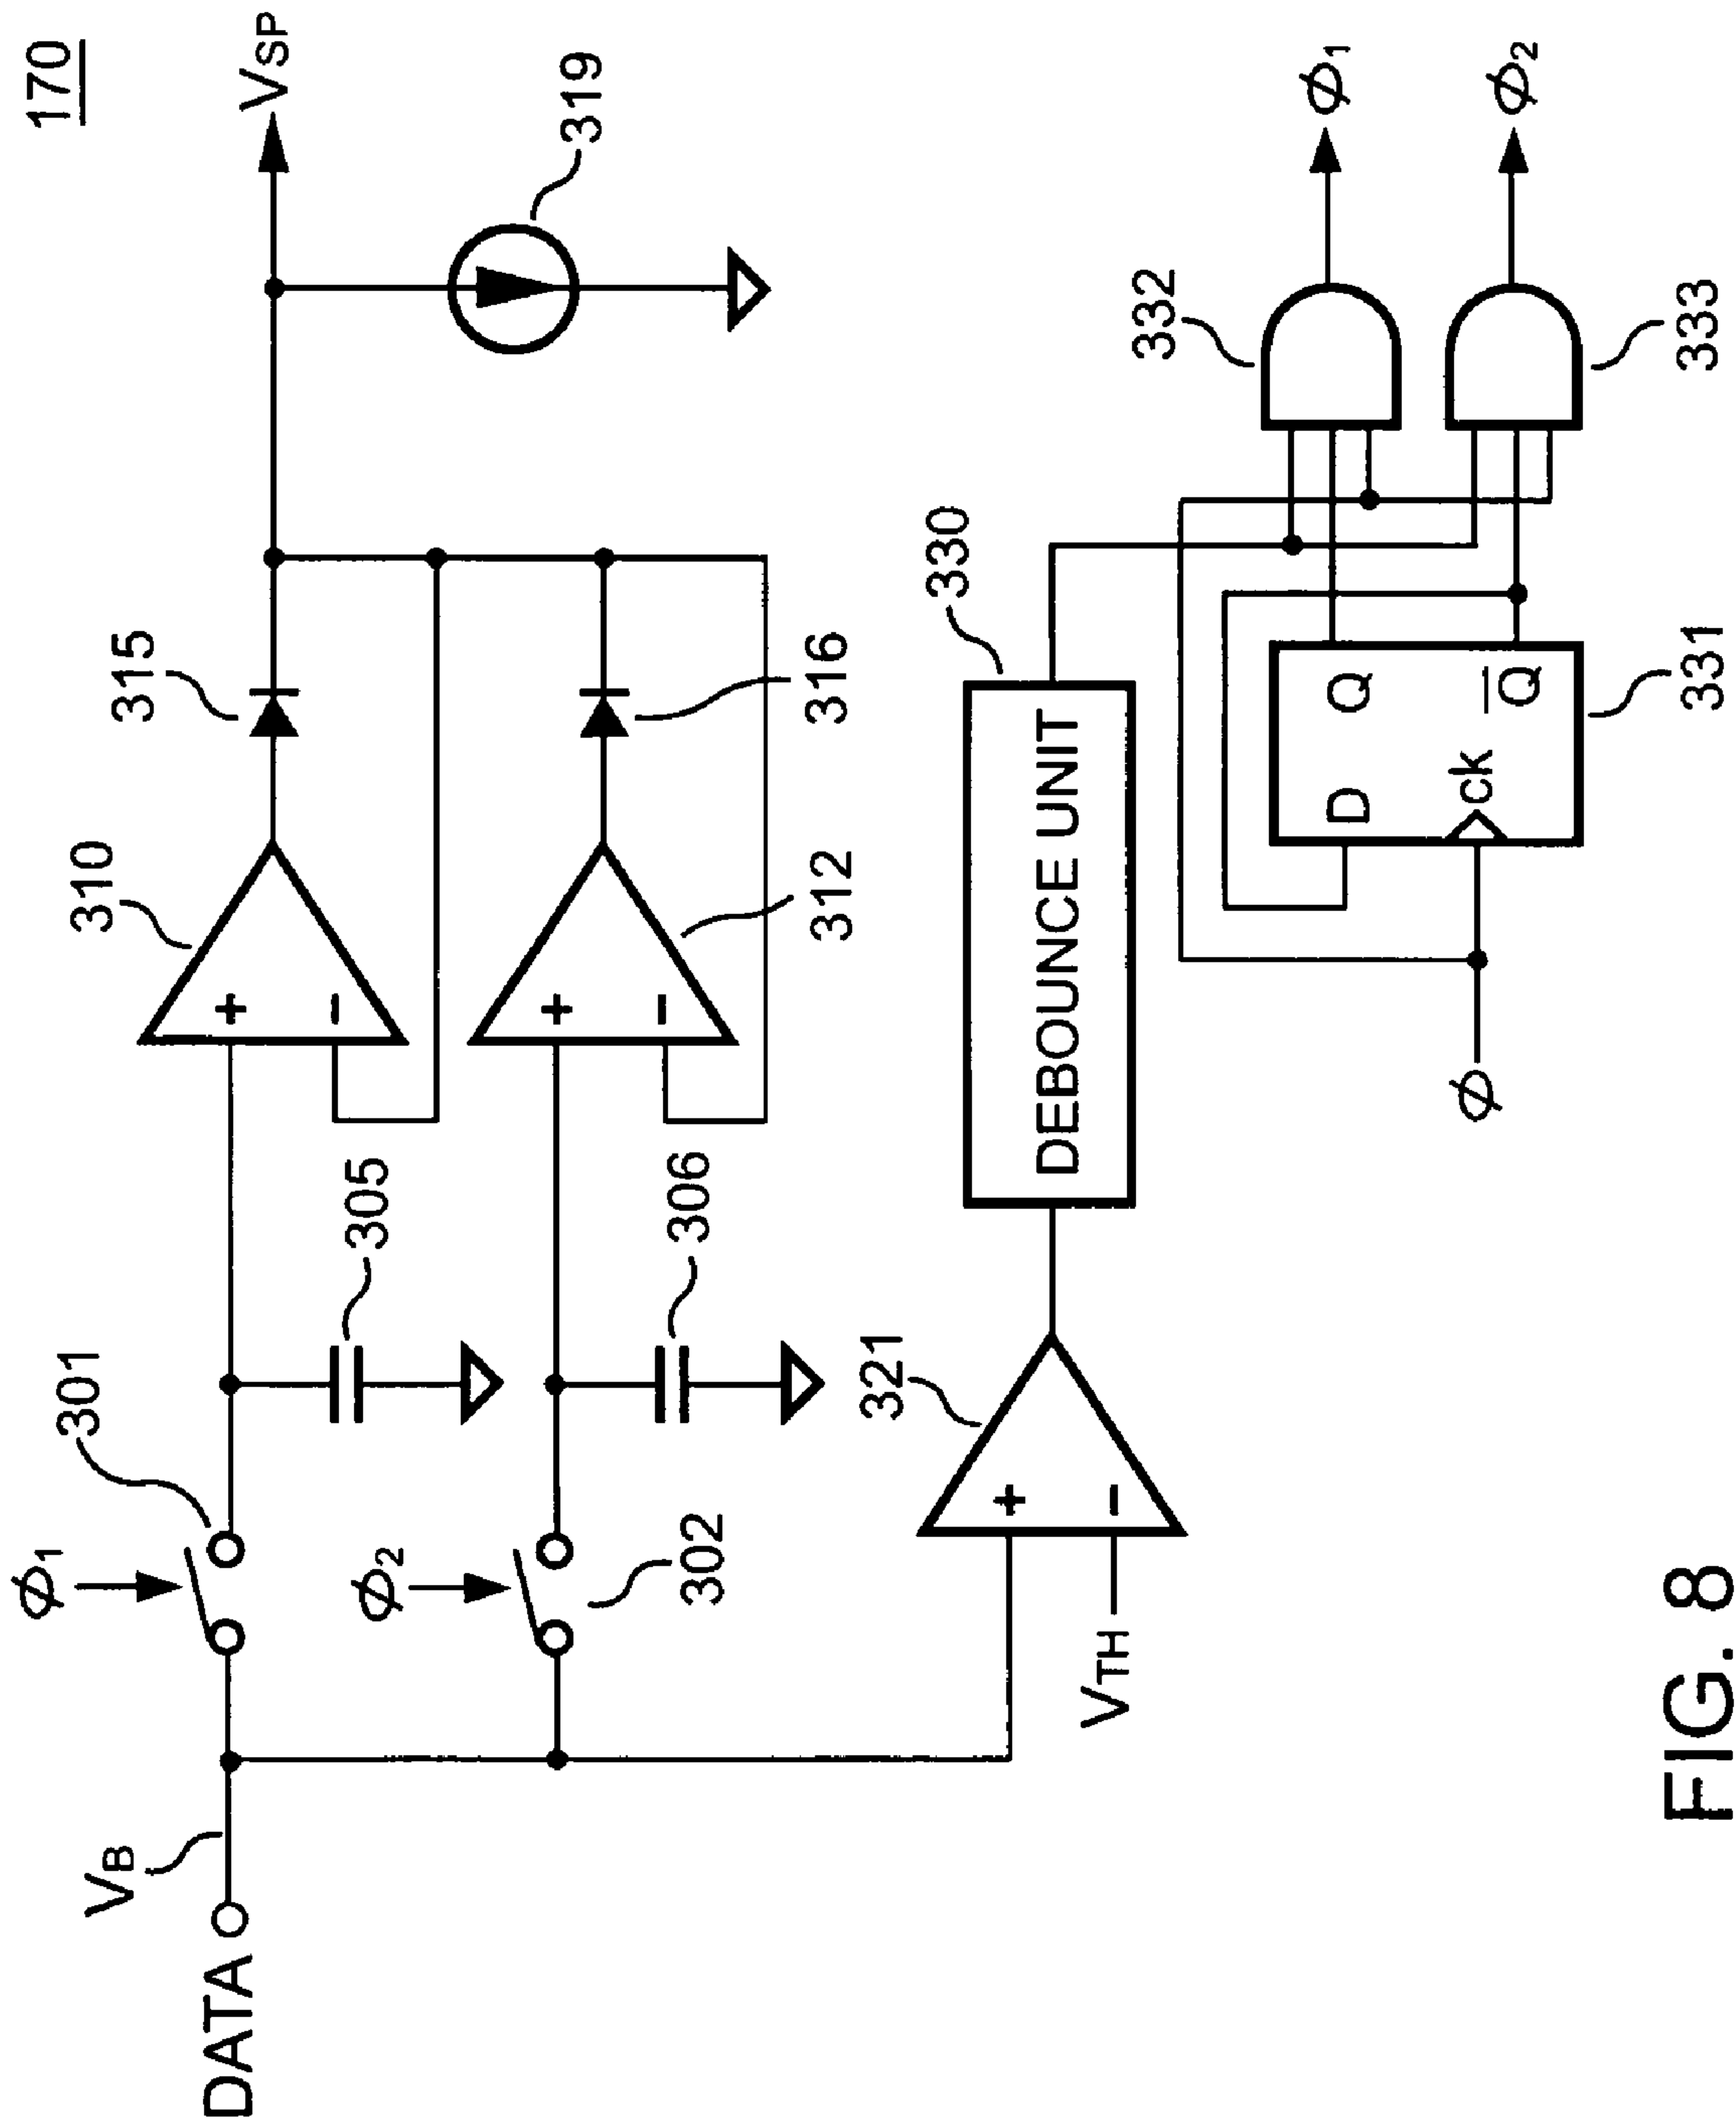 170
DATA
VB
ϕ1
301
305
310
315
VSP
319
ϕ2
302
306
312
316
+
−
+
−
VTH
321
+
−
DEBOUNCE UNIT
330
ϕ
D Q
ck Q̅
331
332
333
ϕ1
ϕ2
FIG. 8